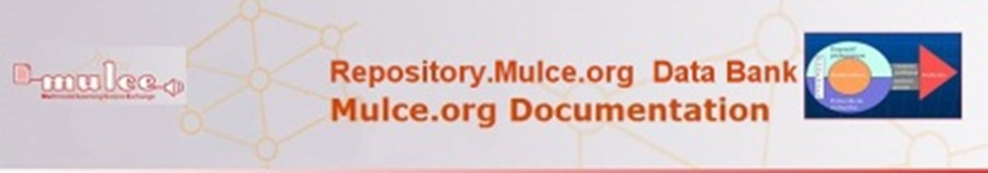 mulce
Repository.Mulce.org Data Bank
Mulce.org Documentation